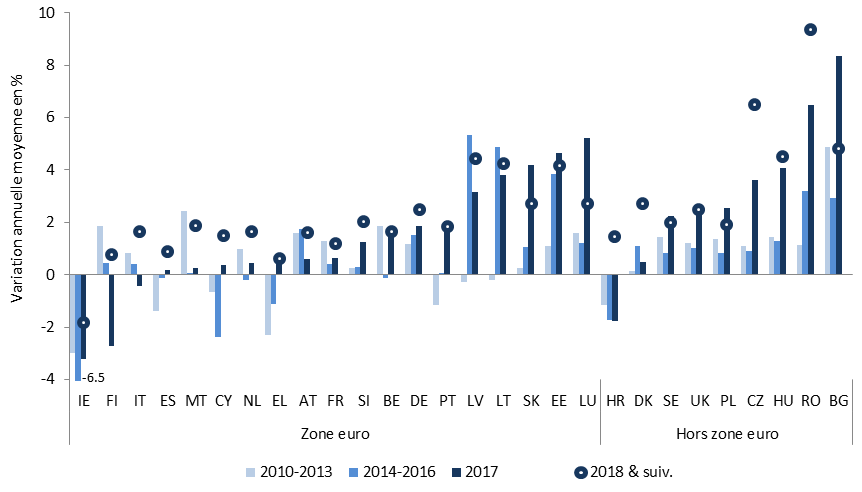 Variation annuelle moyenne en %
10
8
6
4
2
0
-2
-4
-6.5
IE FI IT ES MT CY NL EL AT FR SI BE DE PT LV LT SK EE LU HR DK SE UK PL CZ HU RO BG
Zone euro Hors zone euro
2010-2013 2014-2016 2017 2018 & suiv.